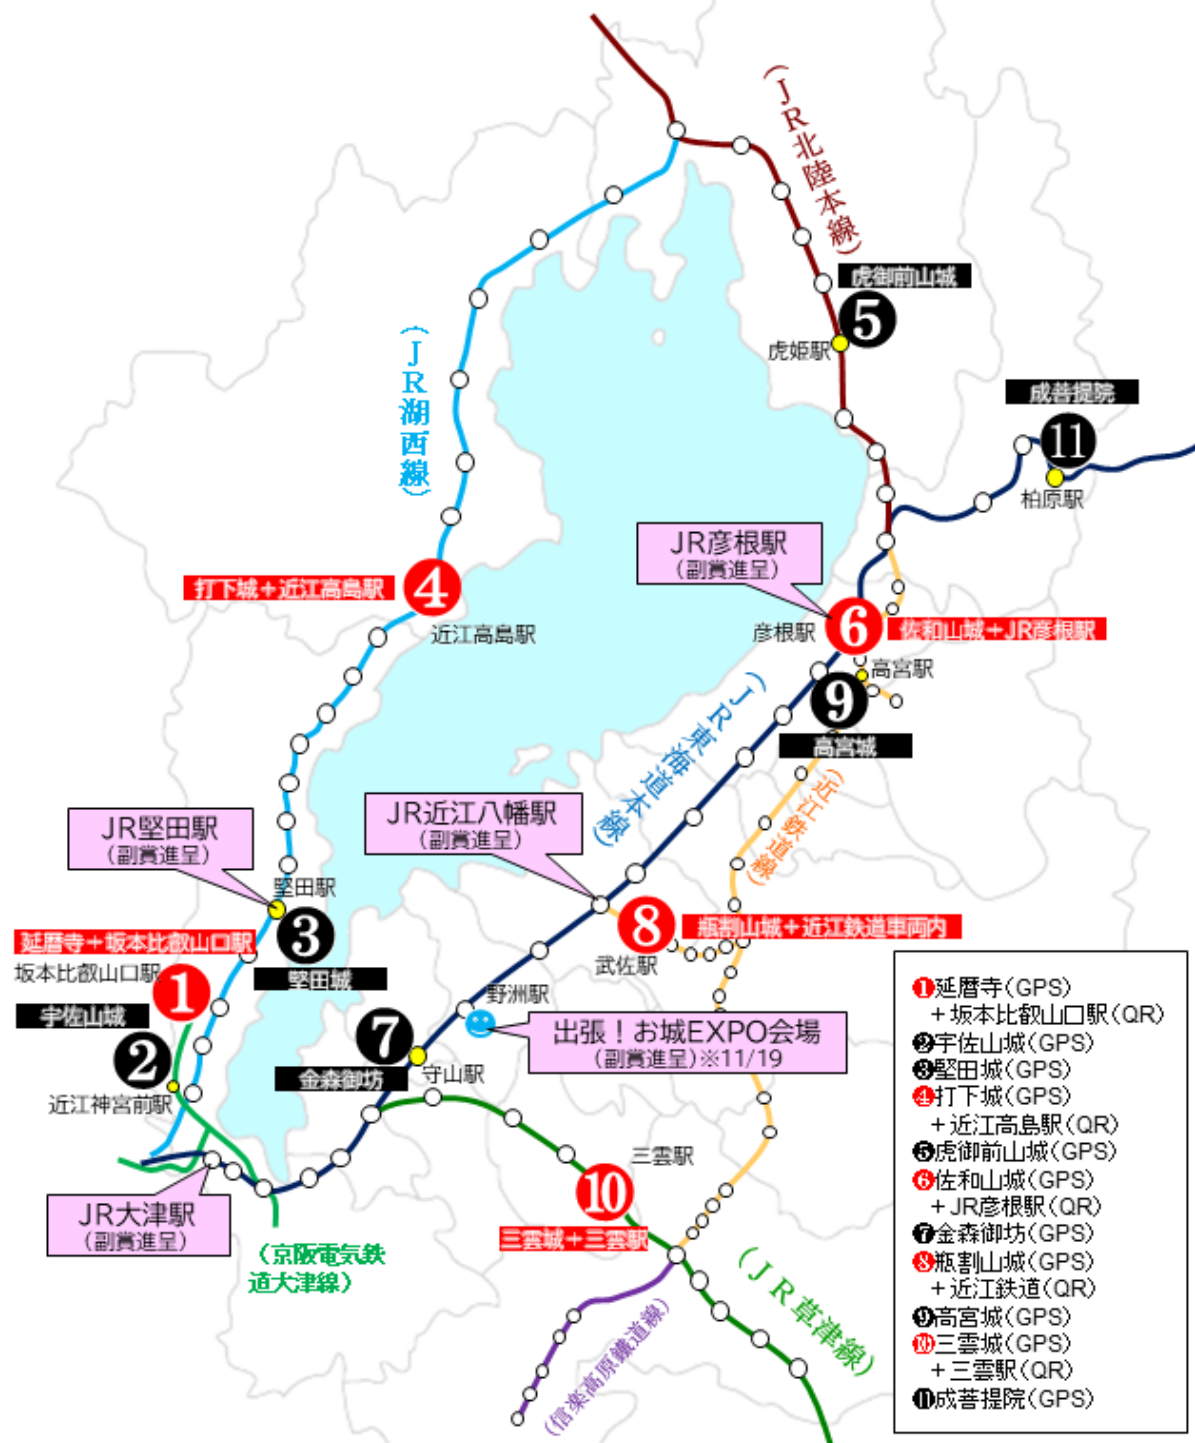 (JR北陸本線)
虎御前山城
5
虎姫駅
(JR湖西線)
成菩提院
11
柏原駅
JR彦根駅
(副賞進呈)
打下城+近江高島駅
4
近江高島駅
彦根駅
6
佐和山城+JR彦根駅
高宮駅
9
高宮城
(JR東海道本線)
(近江鉄道線)
JR近江八幡駅
(副賞進呈)
JR堅田駅
(副賞進呈)
堅田駅
3
堅田城
8
瓶割山城+近江鉄道車両内
武佐駅
延暦寺+坂本比叡山口駅
坂本比叡山口駅
1
宇佐山城
2
近江神宮前駅
野洲駅
7
金森御坊
守山駅
出張!お城EXPO会場
(副賞進呈)※11/19
三雲駅
10
三雲城+三雲駅
JR大津駅
(副賞進呈)
(京阪電気鉄
道大津線)
(JR草津線)
(信楽高原鐵道線)
❶延暦寺(GPS)
+坂本比叡山口駅(QR)
❷宇佐山城(GPS)
❸堅田城(GPS)
❹打下城(GPS)
+近江高島駅(QR)
❺虎御前山城(GPS)
❻佐和山城(GPS)
+JR彦根駅(QR)
❼金森御坊(GPS)
❽瓶割山城(GPS)
+近江鉄道(QR)
❾高宮城(GPS)
❿三雲城(GPS)
+三雲駅(QR)
⓫成菩提院(GPS)